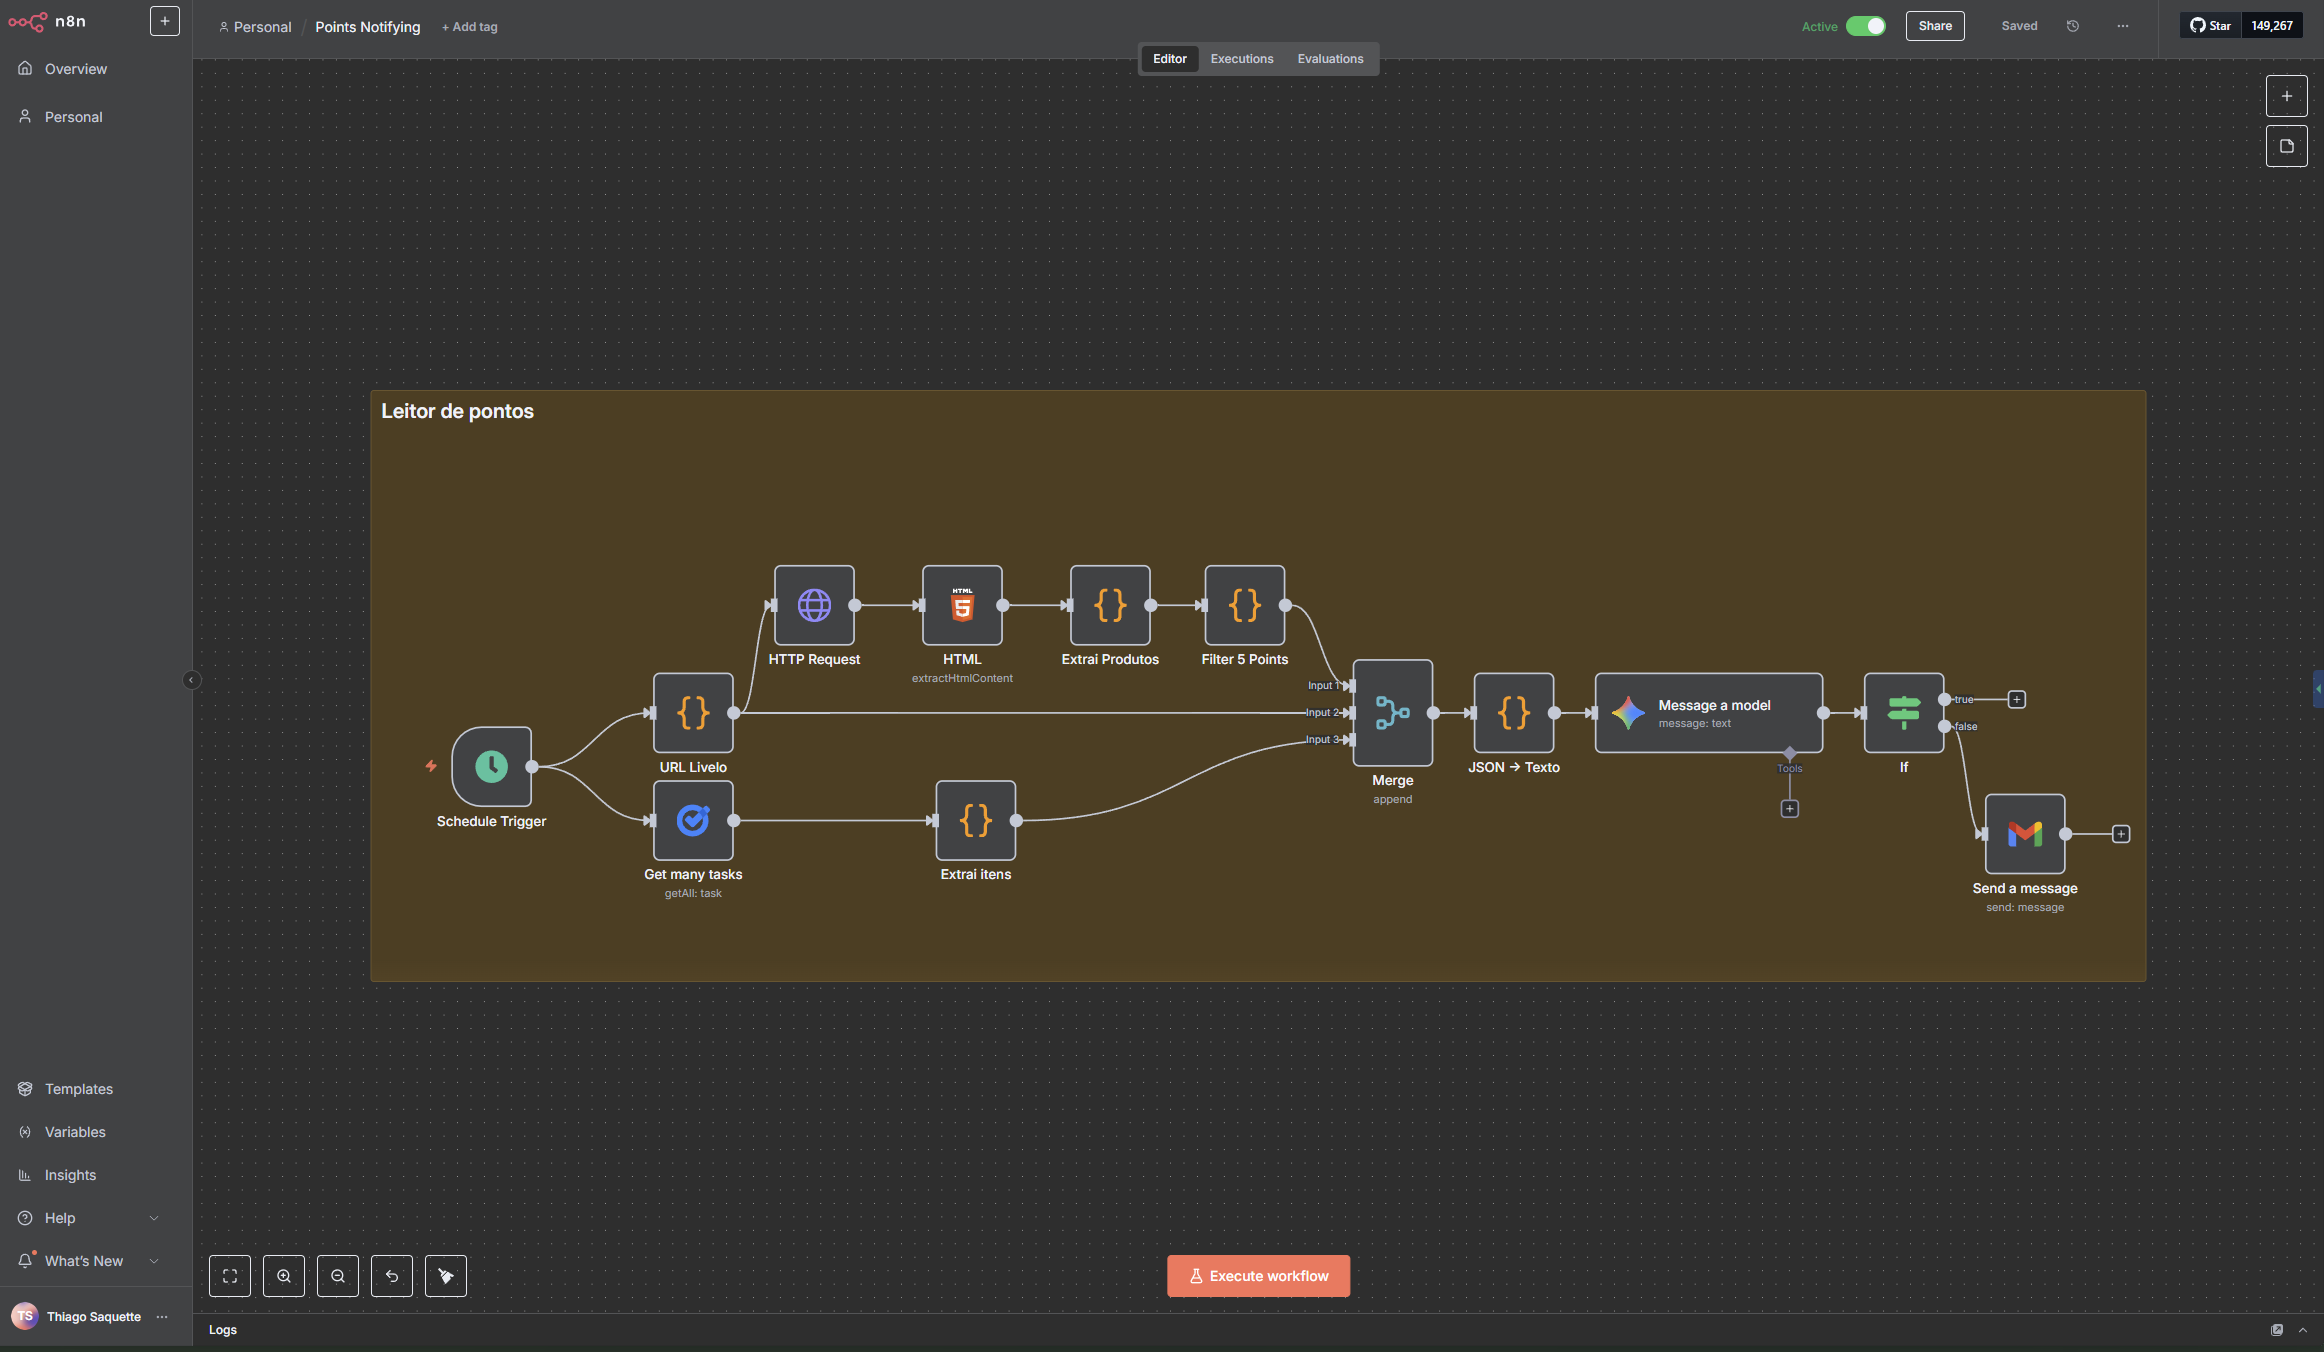 n8n
+
Personal / Points Notifying + Add tag
Active
Share
Saved
...
Star 149,267
Editor Executions Evaluations
Overview
Personal
Leitor de pontos
HTTP Request
HTML
extractHtmlContent
Extrai Produtos
Filter 5 Points
Input 1
Input 2
Input 3
URL Livelo
Schedule Trigger
Get many tasks
getAll: task
Extrai itens
Merge
append
JSON → Texto
Message a model
message: text
Tools
If
true
false
Send a message
send: message
Templates
Variables
Insights
Help
What's New
TS Thiago Saquette ...
Execute workflow
Logs